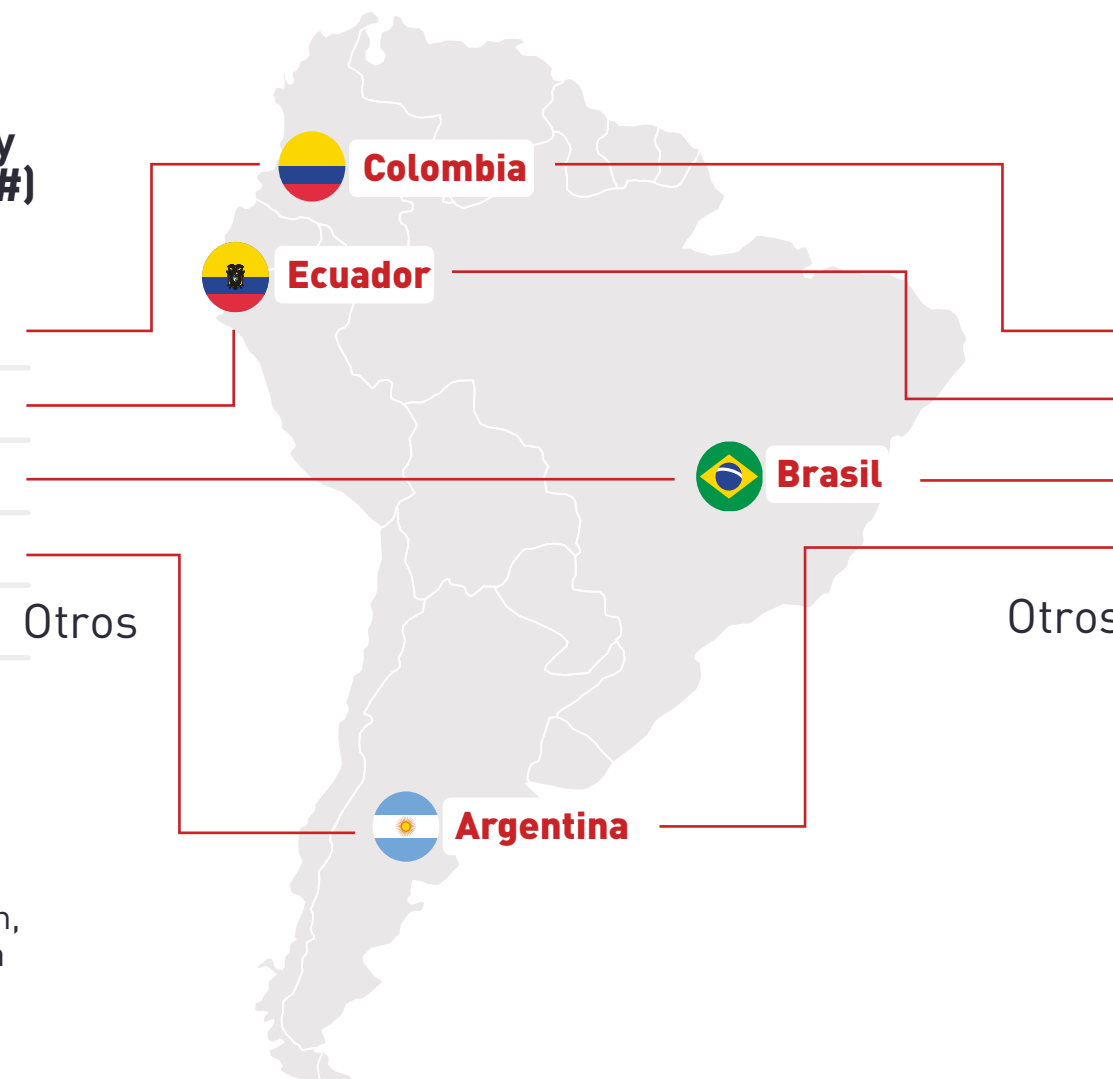 y
#)
Colombia
Ecuador
Brasil
Otros
Otros
Argentina
n,
a